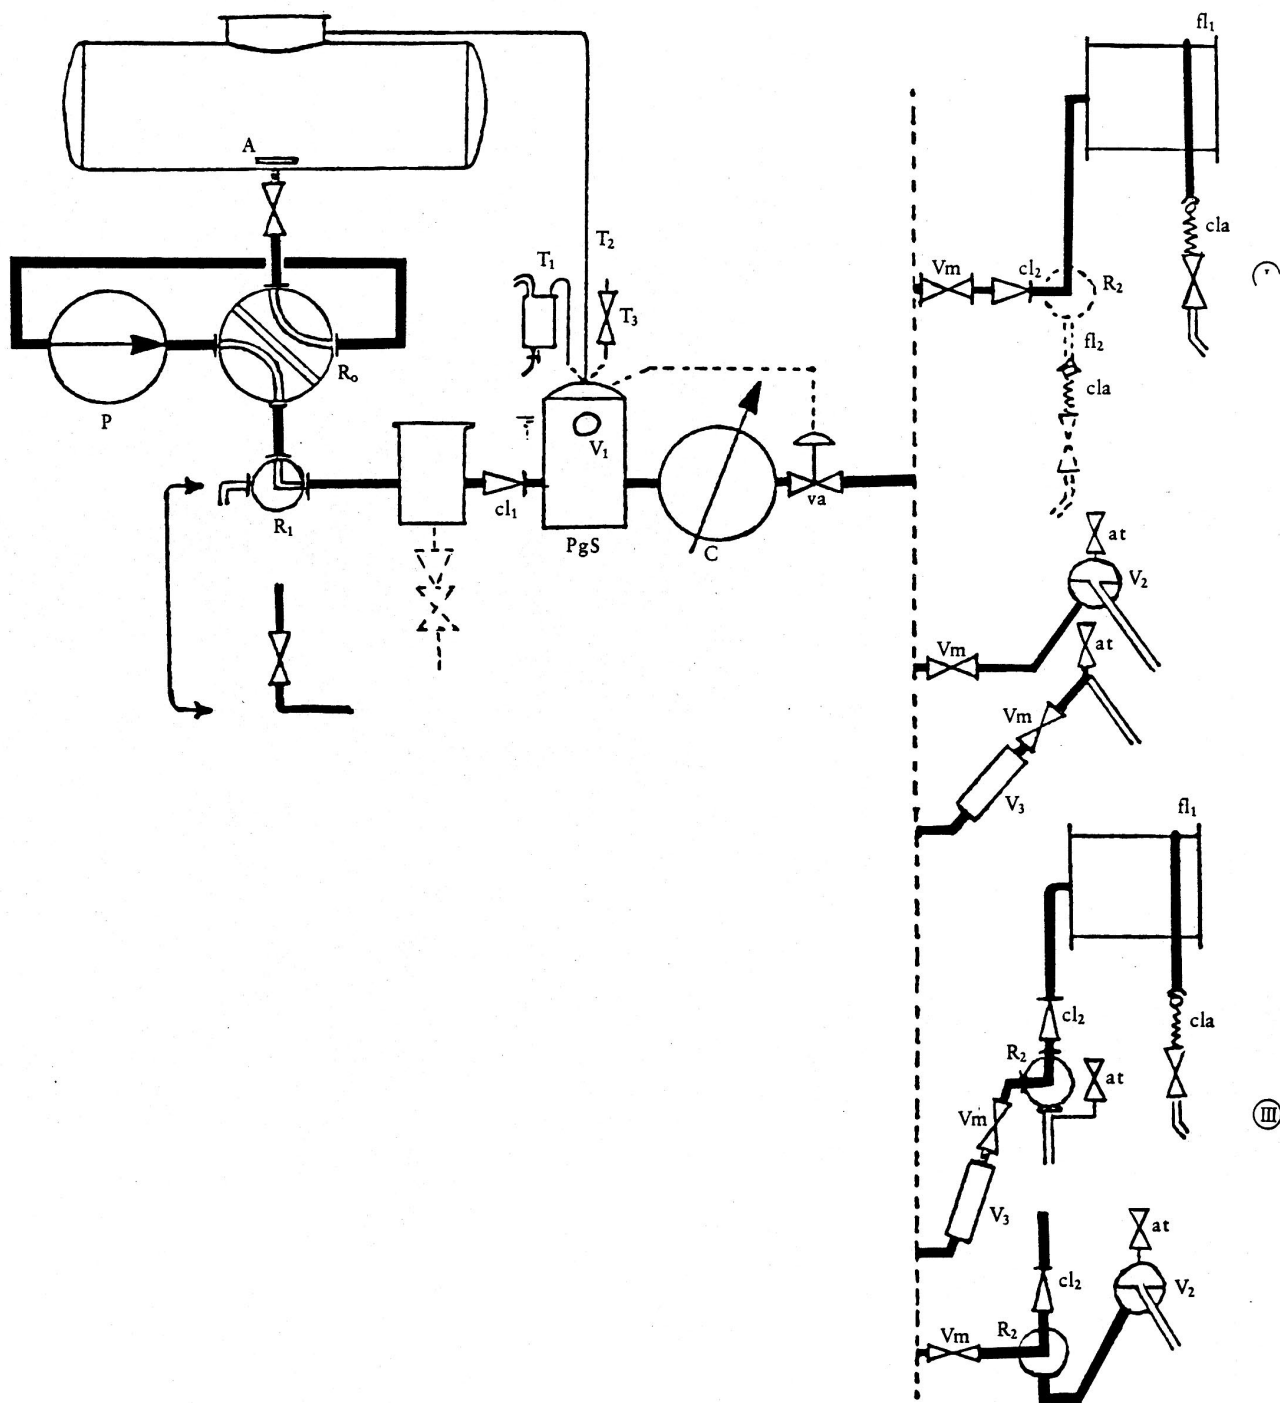 fl₁
A
cla
T₂
T₁
Vm
cl₂
R₂
T₃
fl₂
R₀
cla
P
V₁
va
cl₁
R₁
PgS
C
at
V₂
Vm
at
Vm
V₃
fl₁
cl₂
cla
R₂
at
Vm
III
V₃
at
cl₂
V₂
R₂
Vm